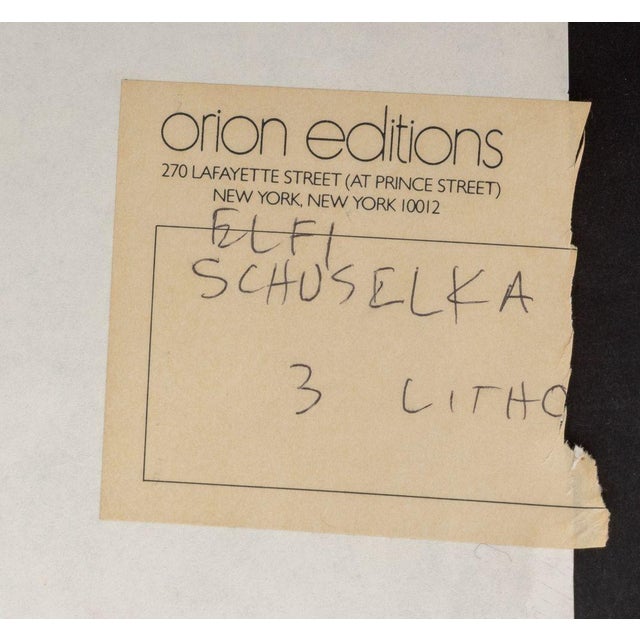 orion editions
270 LAFAYETTE STREET (AT PRINCE STREET)
NEW YORK, NEW YORK 10012
ELFI
SCHUSELKA
3 LITHO